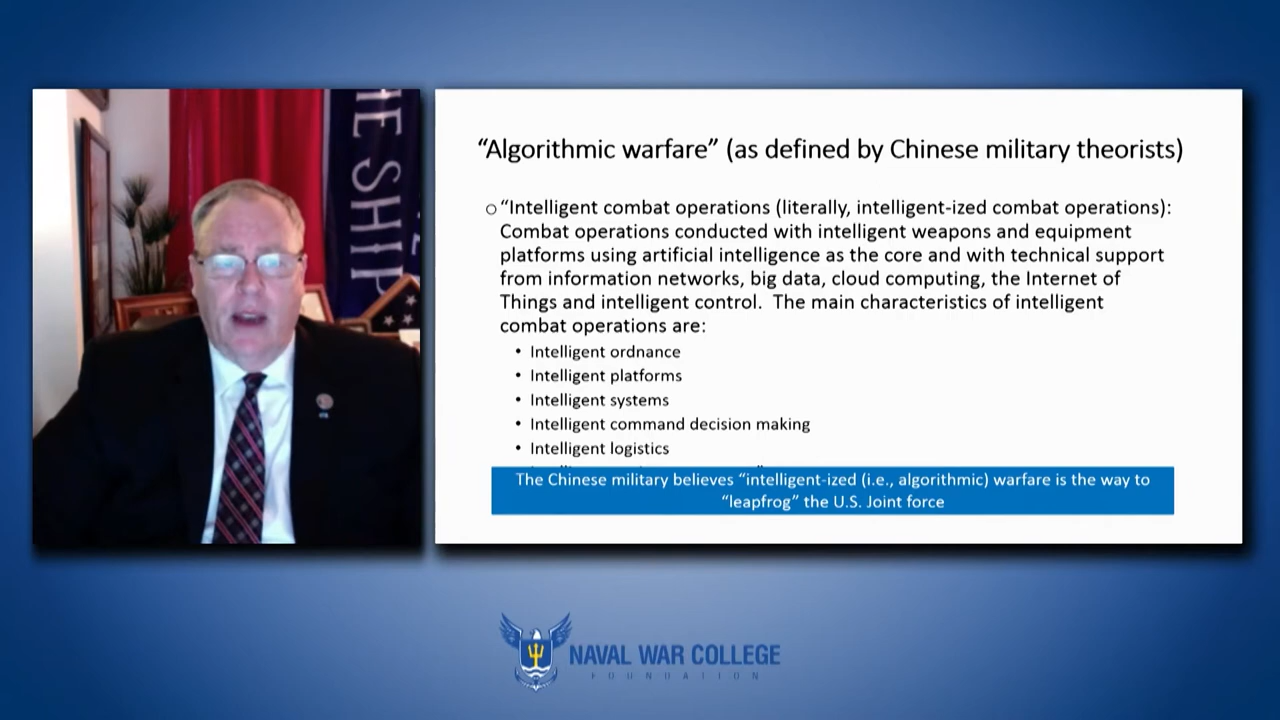 HE SHIP
"Algorithmic warfare" (as defined by Chinese military theorists)
"Intelligent combat operations (literally, intelligent-ized combat operations):
Combat operations conducted with intelligent weapons and equipment
platforms using artificial intelligence as the core and with technical support
from information networks, big data, cloud computing, the Internet of
Things and intelligent control.  The main characteristics of intelligent
combat operations are:
• Intelligent ordnance
• Intelligent platforms
• Intelligent systems
• Intelligent command decision making
• Intelligent logistics
The Chinese military believes "intelligent-ized (i.e., algorithmic) warfare is the way to
"leapfrog" the U.S. Joint force
NAVAL WAR COLLEGE
FOUNDATION